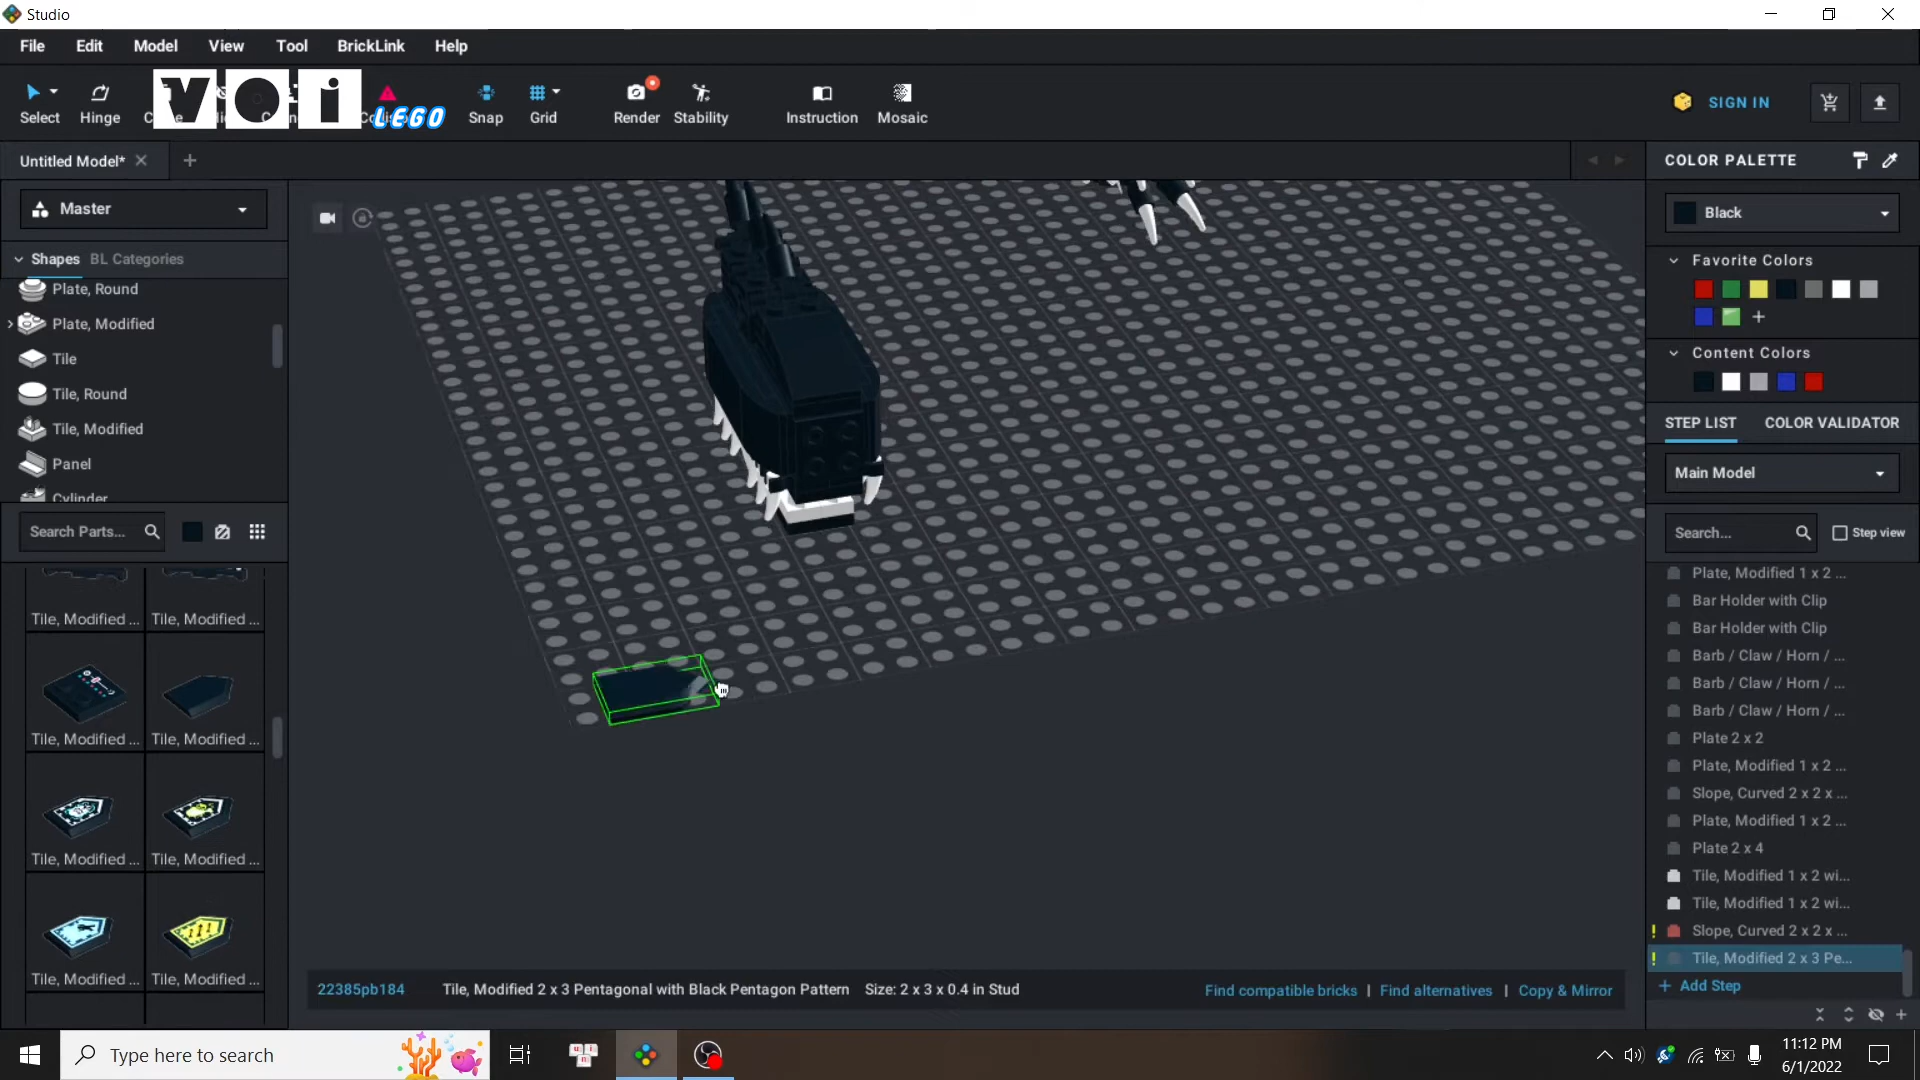 Studio
File Edit Model View Tool BrickLink Help
Select Hinge Snap Grid Render Stability Instruction Mosaic SIGN IN
VOi LEGO
Untitled Model*
Master
Shapes BL Categories
Plate, Round
Plate, Modified
Tile
Tile, Round
Tile, Modified
Panel
Cylinder
Search Parts...
Tile, Modified ... Tile, Modified ...
Tile, Modified ... Tile, Modified ...
Tile, Modified ... Tile, Modified ...
Tile, Modified ... Tile, Modified ...
22385pb184 Tile, Modified 2 x 3 Pentagonal with Black Pentagon Pattern Size: 2 x 3 x 0.4 in Stud
Find compatible bricks | Find alternatives | Copy & Mirror
COLOR PALETTE
Black
Favorite Colors
Content Colors
STEP LIST COLOR VALIDATOR
Main Model
Search... Step view
Plate, Modified 1 x 2 ...
Bar Holder with Clip
Bar Holder with Clip
Barb / Claw / Horn / ...
Barb / Claw / Horn / ...
Barb / Claw / Horn / ...
Plate 2 x 2
Plate, Modified 1 x 2 ...
Slope, Curved 2 x 2 x ...
Plate, Modified 1 x 2 ...
Plate 2 x 4
Tile, Modified 1 x 2 wi...
Tile, Modified 1 x 2 wi...
! Slope, Curved 2 x 2 x ...
! Tile, Modified 2 x 3 Pe...
+ Add Step
Type here to search
11:12 PM
6/1/2022